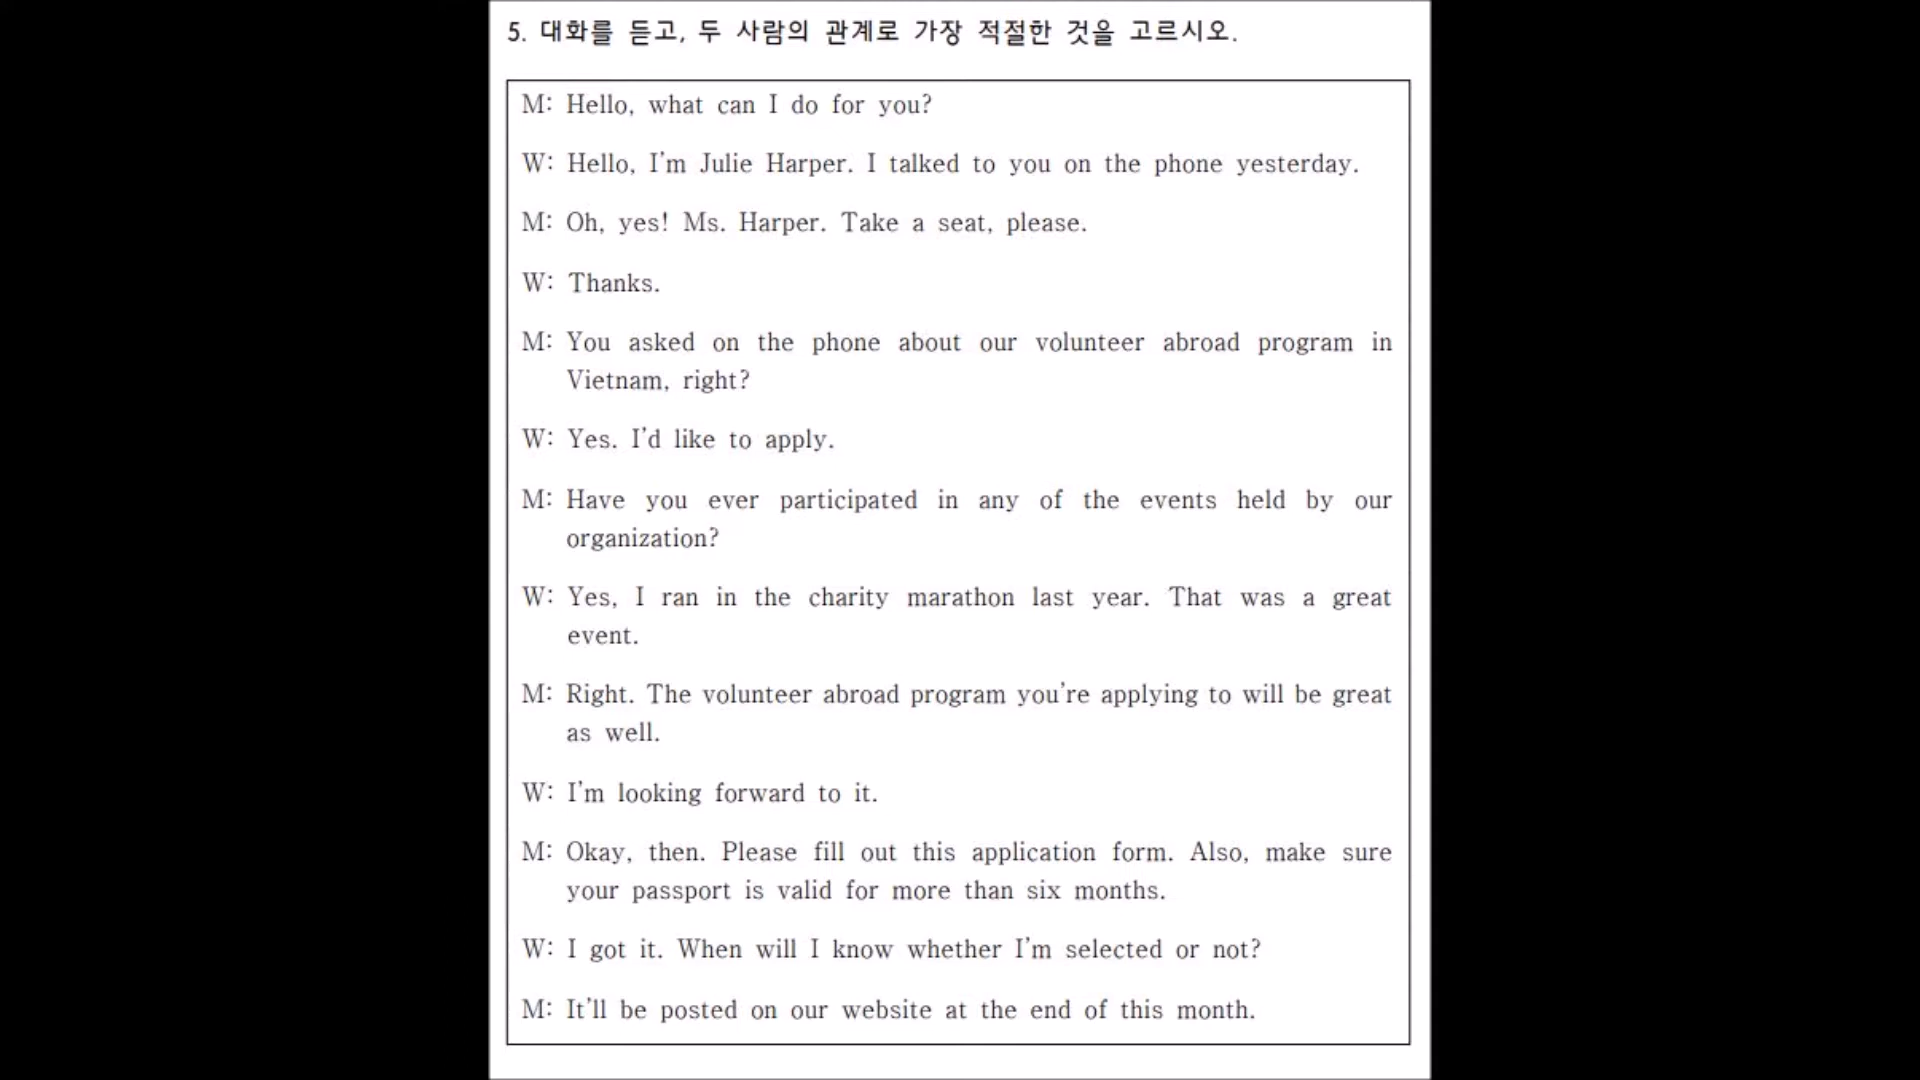 5. 대화를 듣고, 두 사람의 관계로 가장 적절한 것을 고르시오.
M: Hello, what can I do for you?
W: Hello, I'm Julie Harper. I talked to you on the phone yesterday.
M: Oh, yes! Ms. Harper. Take a seat, please.
W: Thanks.
M: You asked on the phone about our volunteer abroad program in
Vietnam, right?
W: Yes. I'd like to apply.
M: Have you ever participated in any of the events held by our
organization?
W: Yes, I ran in the charity marathon last year. That was a great
event.
M: Right. The volunteer abroad program you're applying to will be great
as well.
W: I'm looking forward to it.
M: Okay, then. Please fill out this application form. Also, make sure
your passport is valid for more than six months.
W: I got it. When will I know whether I'm selected or not?
M: It'll be posted on our website at the end of this month.